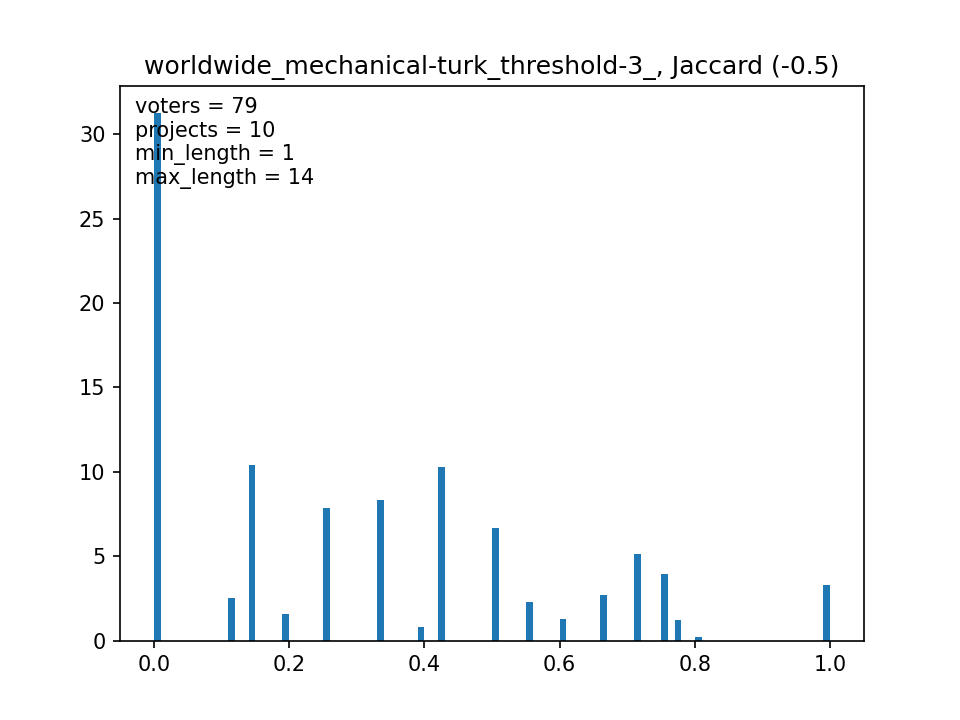 worldwide_mechanical-turk_threshold-3_, Jaccard (-0.5)
voters = 79
projects = 10
min_length = 1
max_length = 14
30
25
20
15
10
5
0
0.0 0.2 0.4 0.6 0.8 1.0